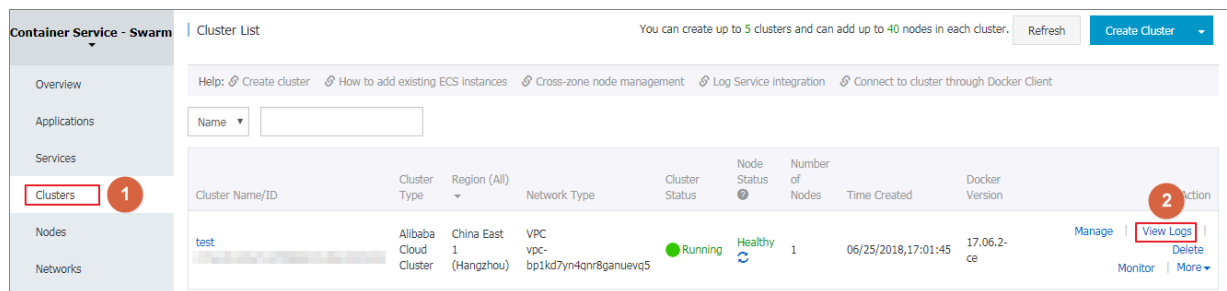 Container Service - Swarm
Cluster List
You can create up to 5 clusters and can add up to 40 nodes in each cluster.
Refresh
Create Cluster
Overview
Applications
Services
Clusters
1
Nodes
Networks
Help: Create cluster How to add existing ECS instances Cross-zone node management Log Service integration Connect to cluster through Docker Client
Name
Cluster Name/ID
Cluster
Type
Region (All)
Network Type
Cluster
Status
Node
Status
Number
of
Nodes
Time Created
Docker
Version
2
Action
test
Alibaba
Cloud
Cluster
China East
1
(Hangzhou)
VPC
vpc-
bp1kd7yn4qnr8ganuevq5
Running
Healthy
1
06/25/2018,17:01:45
17.06.2-
ce
Manage | View Logs |
Delete
Monitor | More